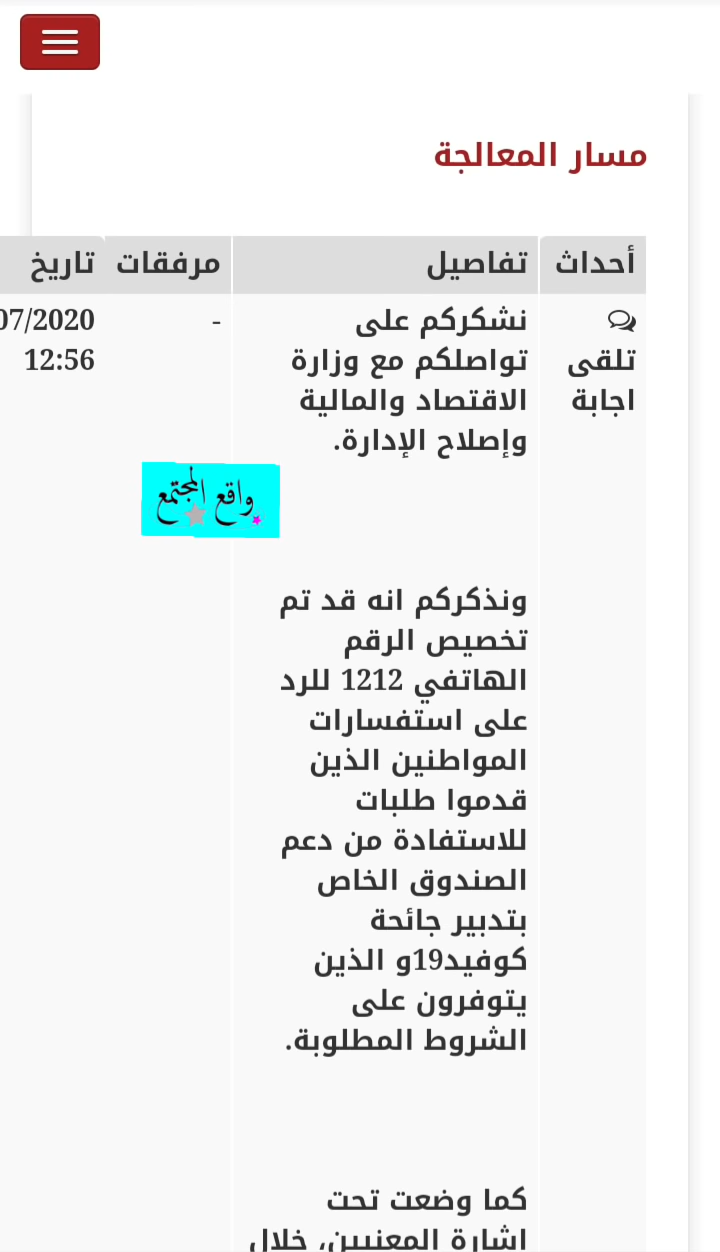 مسار المعالجة
أحداث تفاصيل مرفقات تاريخ
تلقى
اجابة
نشكركم على
تواصلكم مع وزارة
الاقتصاد والمالية
وإصلاح الإدارة.
-
07/2020
12:56
واقع المجتمع
ونذكركم انه قد تم
تخصيص الرقم
الهاتفي 1212 للرد
على استفسارات
المواطنين الذين
قدموا طلبات
للاستفادة من دعم
الصندوق الخاص
بتدبير جائحة
كوفيد19و الذين
يتوفرون على
الشروط المطلوبة.
كما وضعت تحت
اشارة المعنيين، خلال